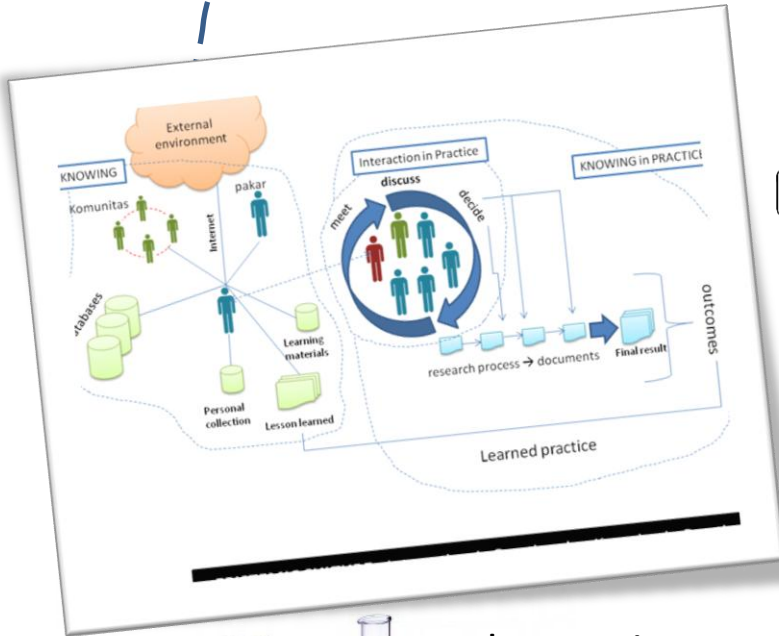 External
environment
KNOWING
Interaction in Practice
KNOWING in PRACTICE
pakar
Komunitas
Internet
discuss
meet
decide
Learning
materials
Personal
collection
Lesson learned
research process → documents
Final result
outcomes
Learned practice